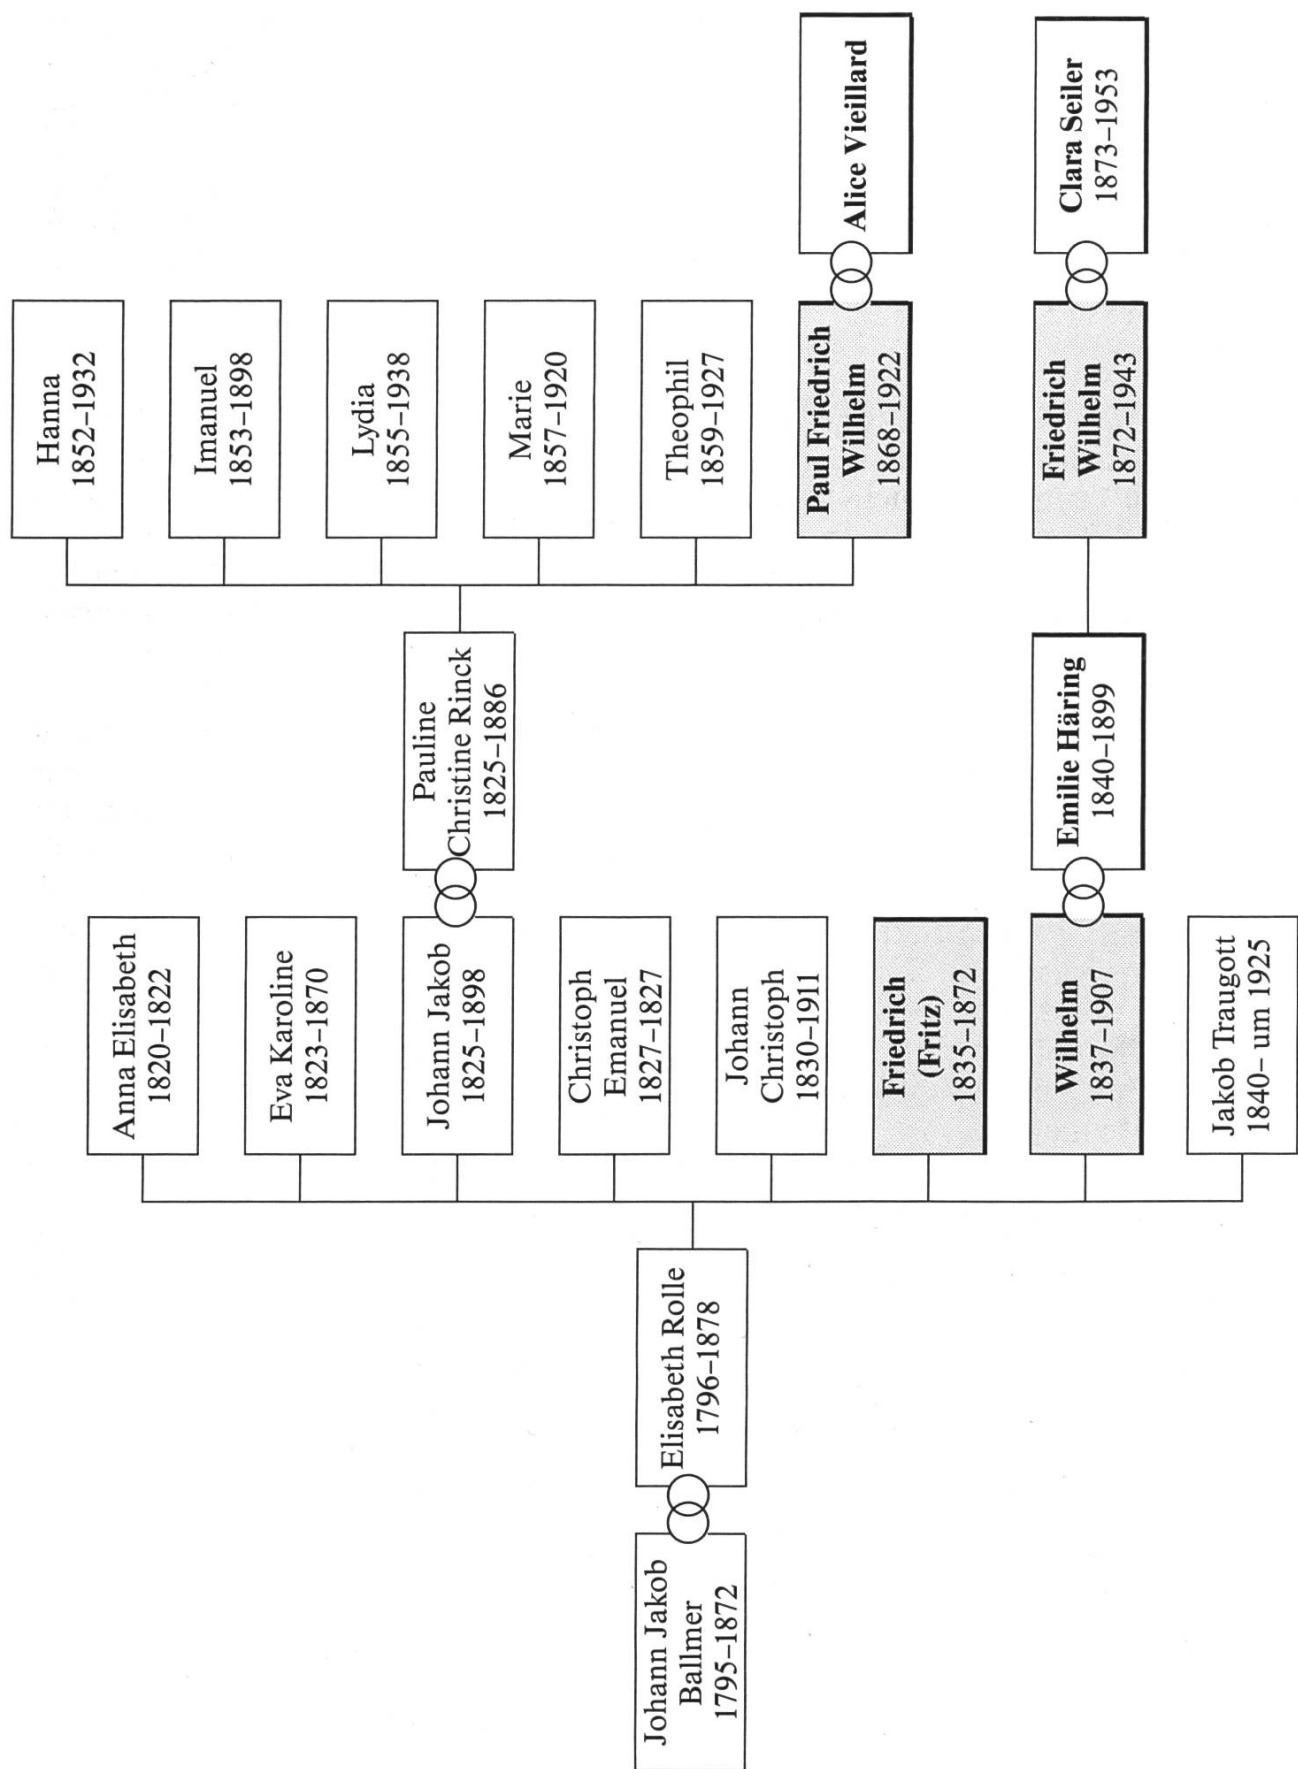 Johann Jakob
Ballmer
1795–1872
Elisabeth Rolle
1796–1878
Anna Elisabeth
1820–1822
Eva Karoline
1823–1870
Johann Jakob
1825–1898
Pauline
Christine Rinck
1825–1886
Christoph
Emanuel
1827–1827
Johann
Christoph
1830–1911
Friedrich
(Fritz)
1835–1872
Wilhelm
1837–1907
Emilie Häring
1840–1899
Jakob Traugott
1840– um 1925
Hanna
1852–1932
Imanuel
1853–1898
Lydia
1855–1938
Marie
1857–1920
Theophil
1859–1927
Paul Friedrich
Wilhelm
1868–1922
Alice Vieillard
Friedrich
Wilhelm
1872–1943
Clara Seiler
1873–1953